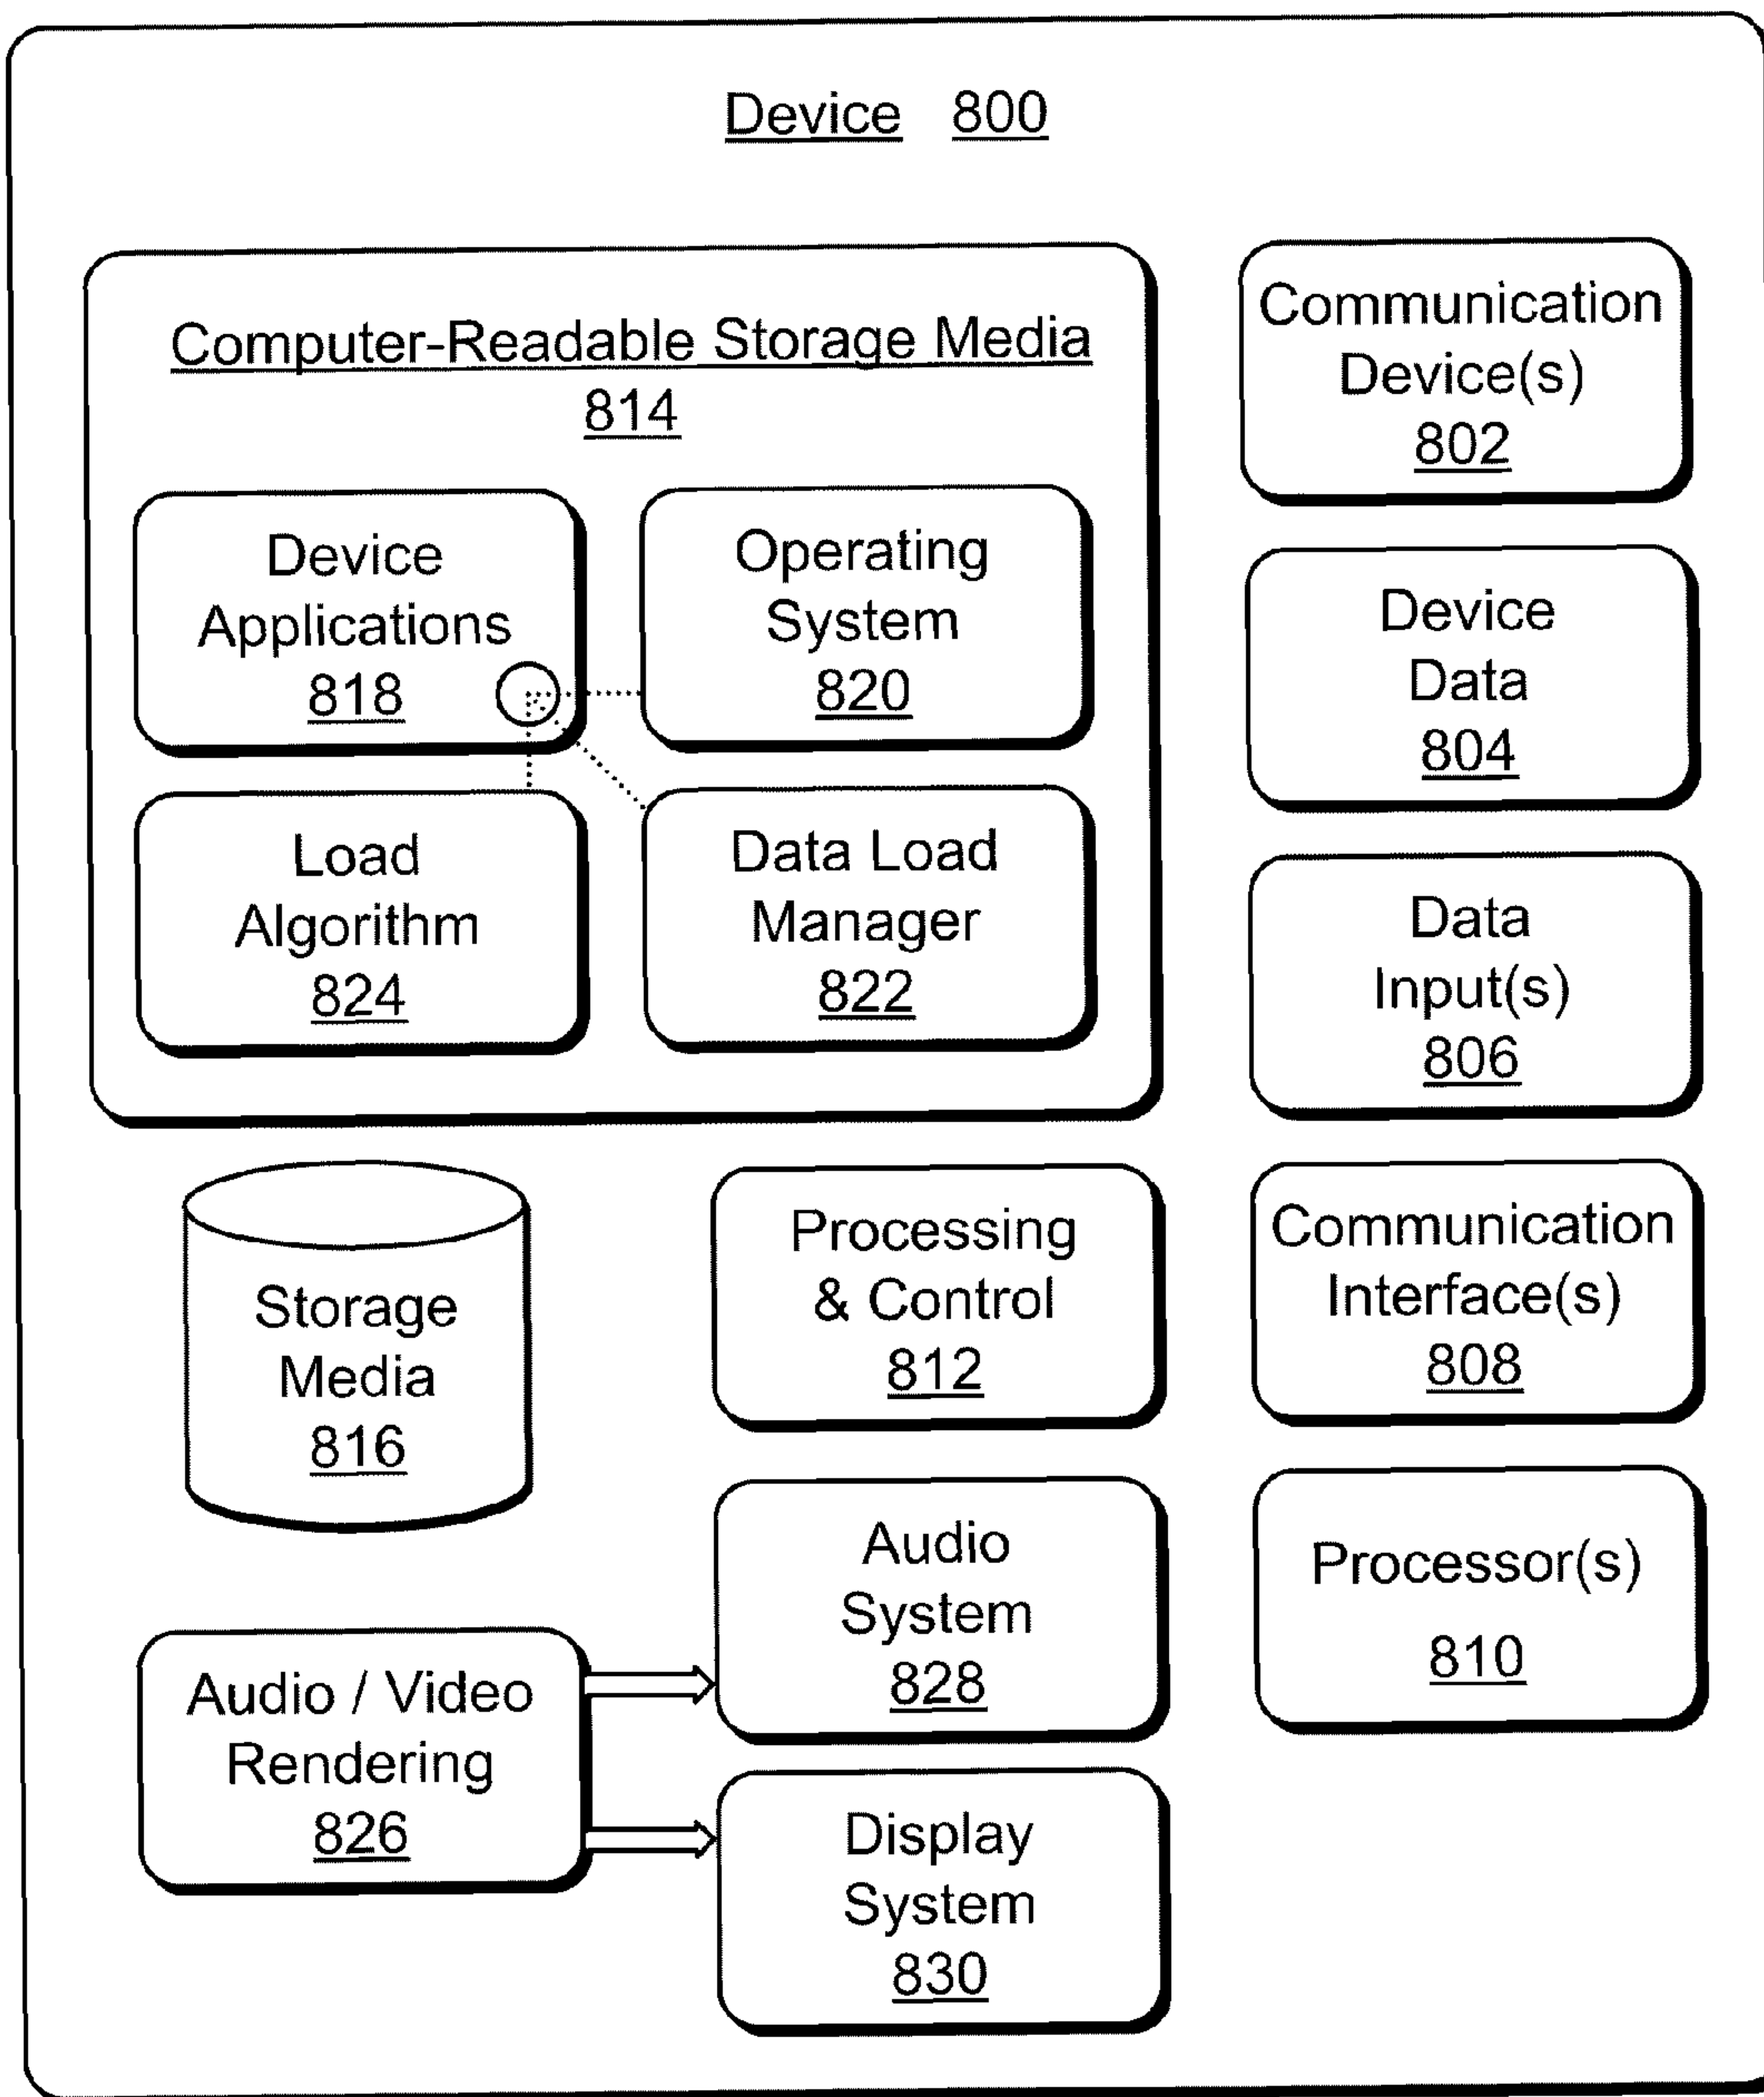 Device 800
Computer-Readable Storage Media
814
Device
Applications
818
Operating
System
820
Load
Algorithm
824
Data Load
Manager
822
Communication
Device(s)
802
Device
Data
804
Data
Input(s)
806
Communication
Interface(s)
808
Processor(s)
810
Storage
Media
816
Processing
& Control
812
Audio / Video
Rendering
826
Audio
System
828
Display
System
830